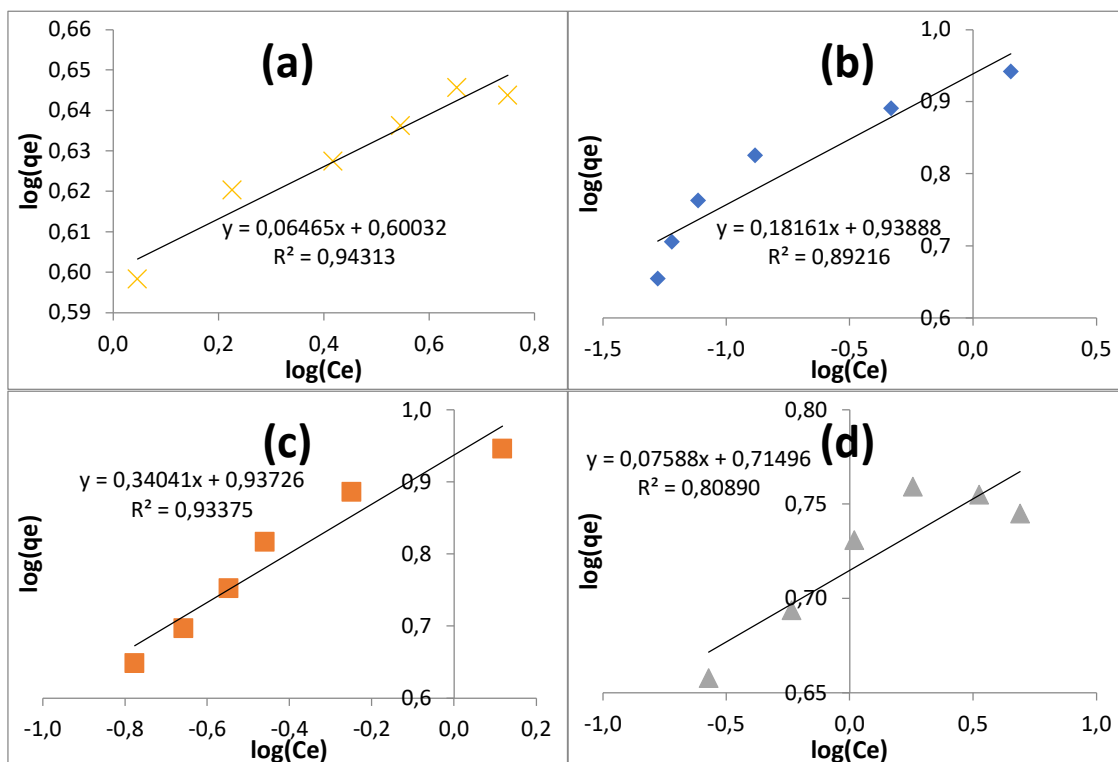 (a)
0,66
0,65
0,64
0,63
0,62
0,61
0,60
0,59
log(qe)
y = 0,06465x + 0,60032
R² = 0,94313
0,0 0,2 0,4 0,6 0,8
log(Ce)
(b)
1,0
0,9
0,8
0,7
0,6
log(qe)
y = 0,18161x + 0,93888
R² = 0,89216
-1,5 -1,0 -0,5 0,0 0,5
log(Ce)
(c)
1,0
0,9
0,8
0,7
0,6
log(qe)
y = 0,34041x + 0,93726
R² = 0,93375
-1,0 -0,8 -0,6 -0,4 -0,2 0,0 0,2
log(Ce)
(d)
0,80
0,75
0,70
0,65
log(qe)
y = 0,07588x + 0,71496
R² = 0,80890
-1,0 -0,5 0,0 0,5 1,0
log(Ce)